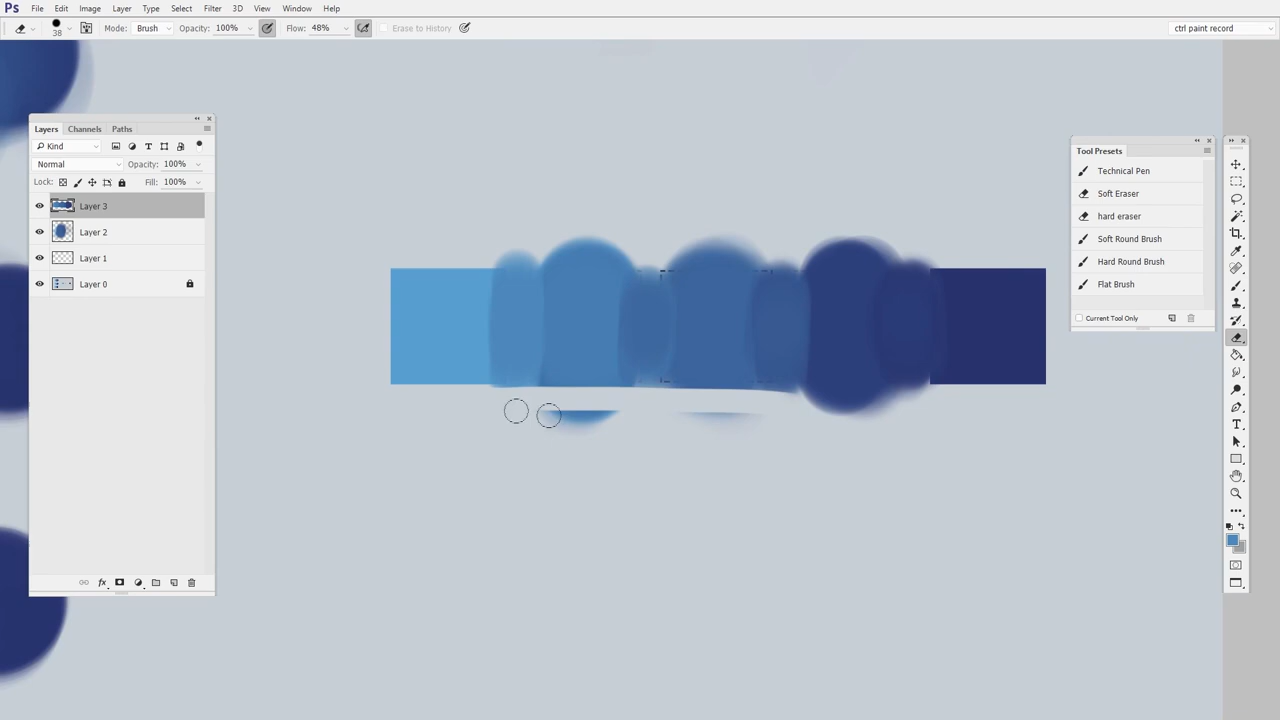 Ps File Edit Image Layer Type Select Filter 3D View Window Help
38 Mode: Brush Opacity: 100% Flow: 48% Erase to History ctrl paint record
Layers Channels Paths
Kind
Normal Opacity: 100%
Lock: Fill: 100%
Layer 3
Layer 2
Layer 1
Layer 0
fx
Tool Presets
Technical Pen
Soft Eraser
hard eraser
Soft Round Brush
Hard Round Brush
Flat Brush
Current Tool Only